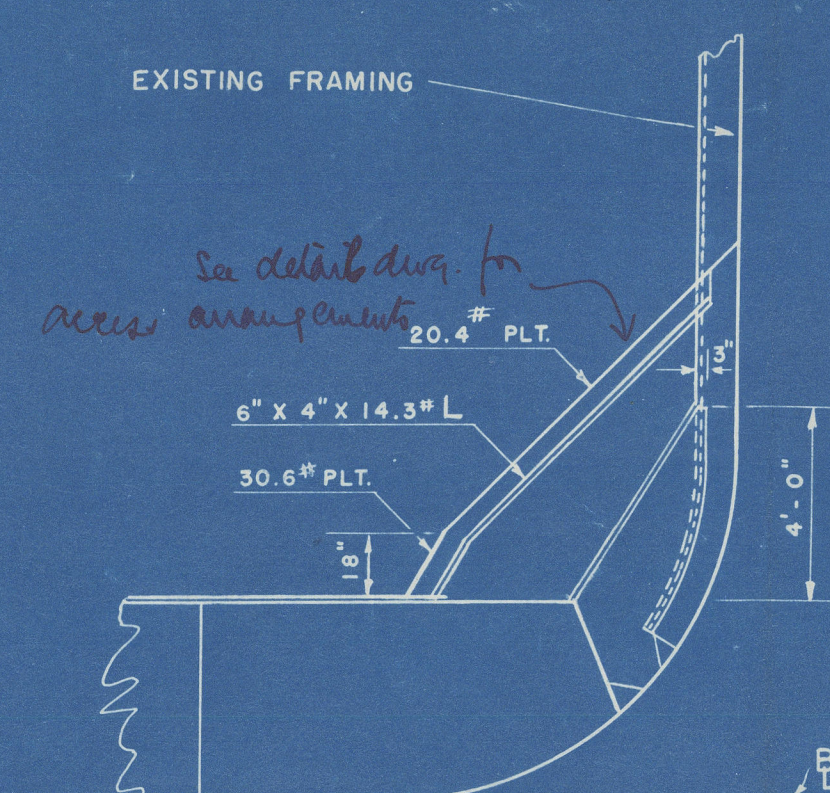 EXISTING FRAMING
See details dwg. for
access arrangements
20.4# PLT.
3"
6" X 4" X 14.3# L
30.6# PLT.
4'-0"
18"